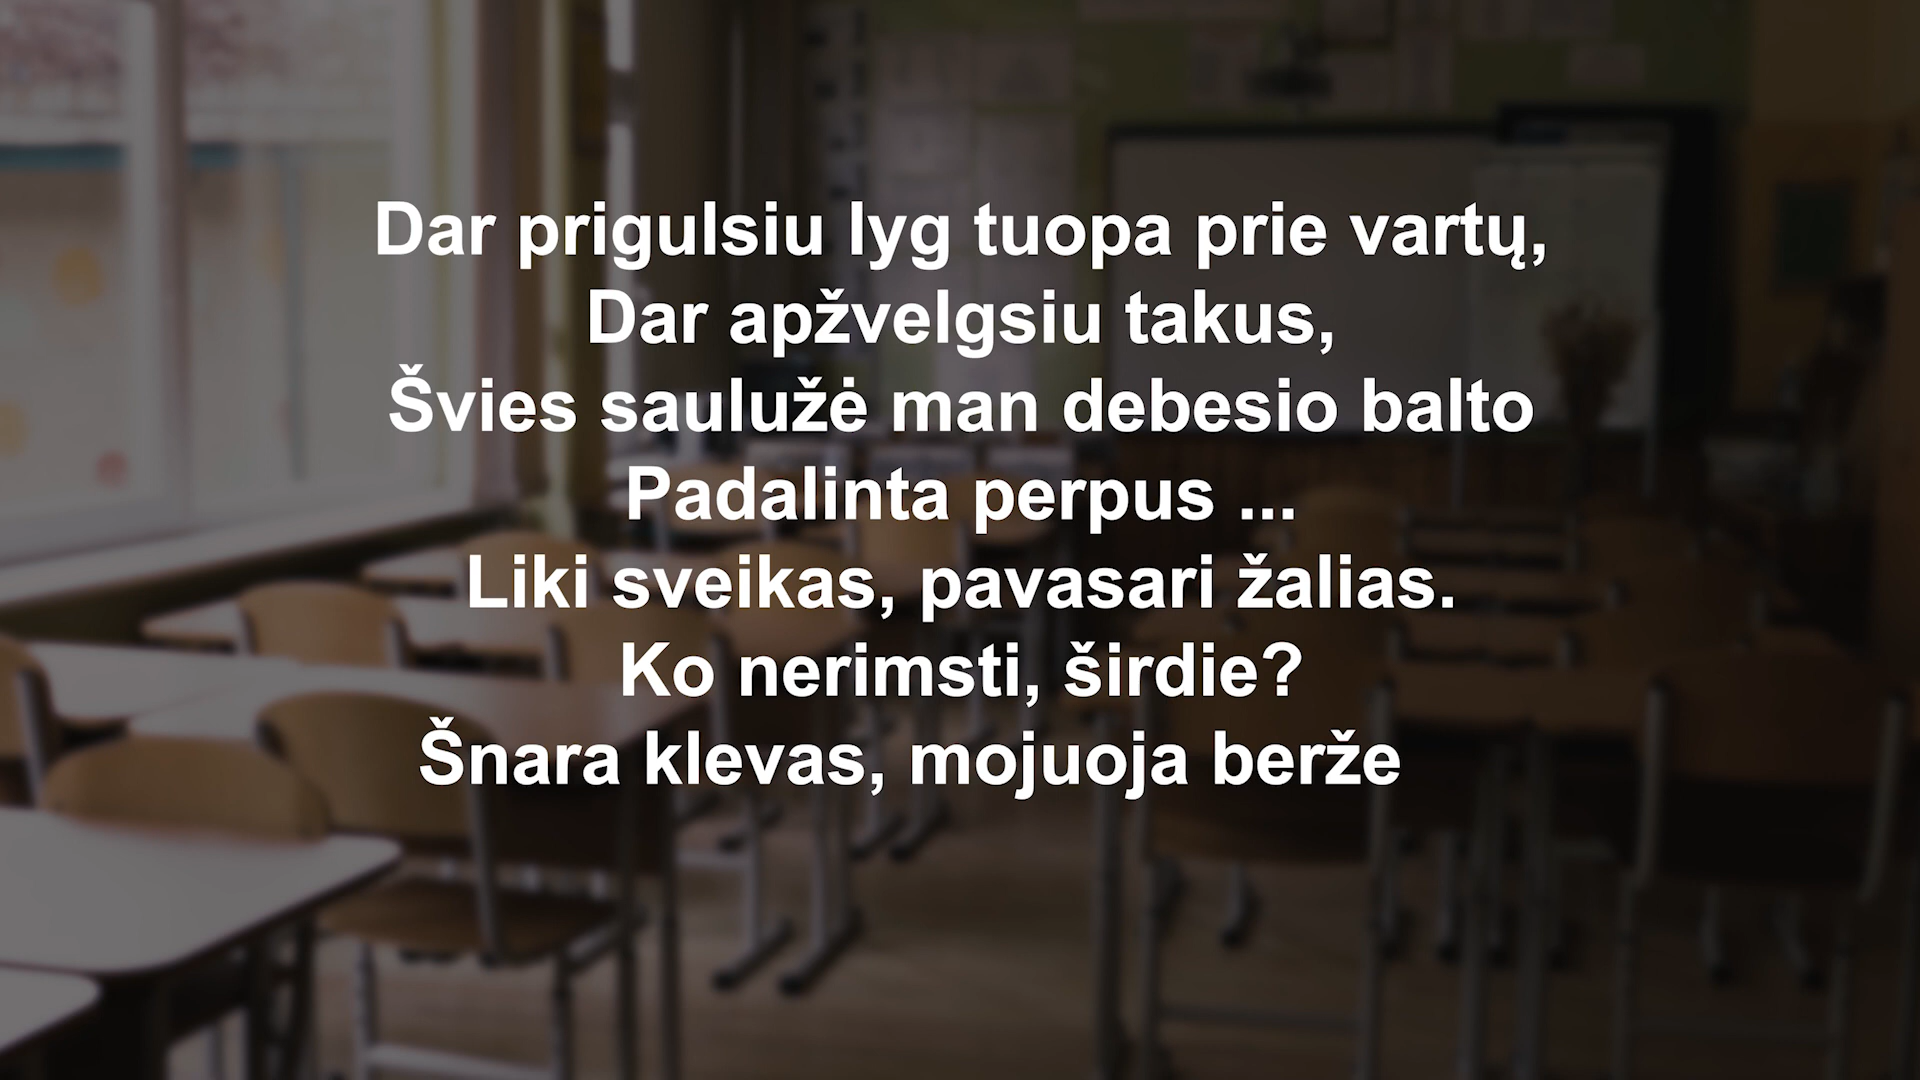 Dar prigulsiu lyg tuopa prie vartų,
Dar apžvelgsiu takus,
Švies saulužė man debesio balto
Padalinta perpus ...
Liki sveikas, pavasari žalias.
Ko nerimsti, širdie?
Šnara klevas, mojuoja berže